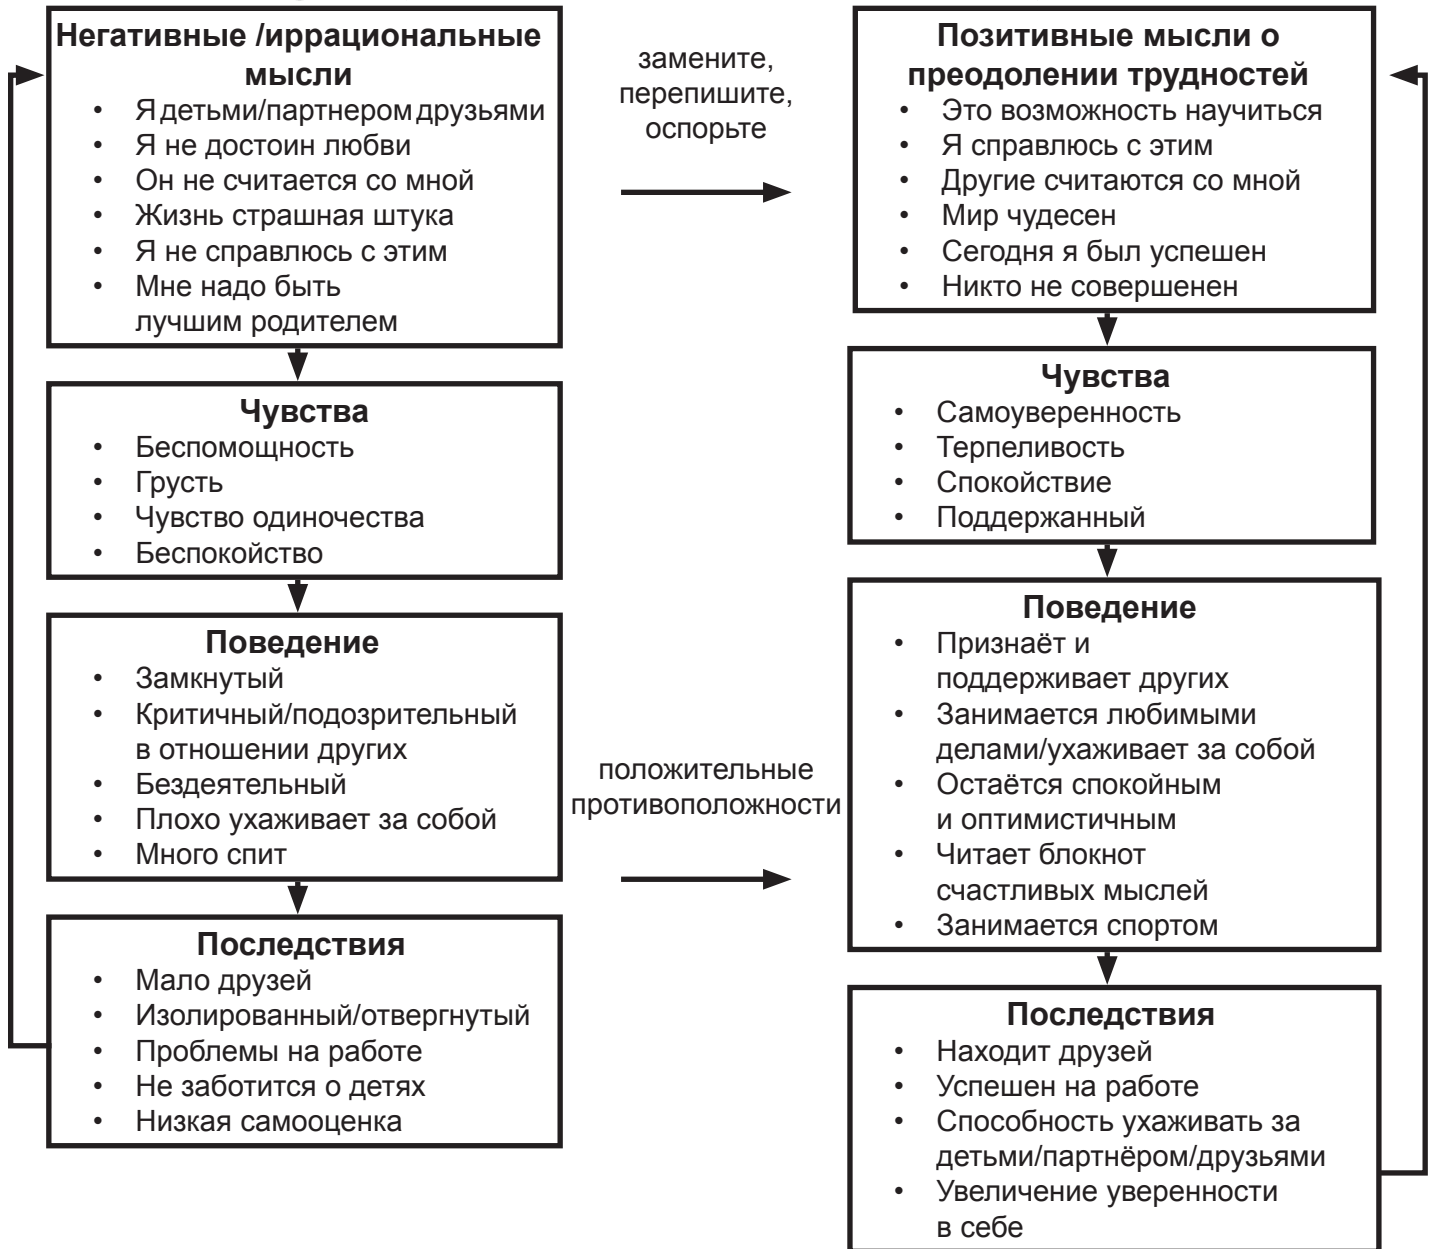 Негативные /иррациональные
мысли
• Я детьми/партнером друзьями
• Я не достоин любви
• Он не считается со мной
• Жизнь страшная штука
• Я не справлюсь с этим
• Мне надо быть
лучшим родителем
Чувства
• Беспомощность
• Грусть
• Чувство одиночества
• Беспокойство
Поведение
• Замкнутый
• Критичный/подозрительный
в отношении других
• Бездеятельный
• Плохо ухаживает за собой
• Много спит
Последствия
• Мало друзей
• Изолированный/отвергнутый
• Проблемы на работе
• Не заботится о детях
• Низкая самооценка
замените,
перепишите,
оспорьте
положительные
противоположности
Позитивные мысли о
преодолении трудностей
• Это возможность научиться
• Я справлюсь с этим
• Другие считаются со мной
• Мир чудесен
• Сегодня я был успешен
• Никто не совершенен
Чувства
• Самоуверенность
• Терпеливость
• Спокойствие
• Поддержанный
Поведение
• Признаёт и
поддерживает других
• Занимается любимыми
делами/ухаживает за собой
• Остаётся спокойным
и оптимистичным
• Читает блокнот
счастливых мыслей
• Занимается спортом
Последствия
• Находит друзей
• Успешен на работе
• Способность ухаживать за
детьми/партнёром/друзьями
• Увеличение уверенности
в себе